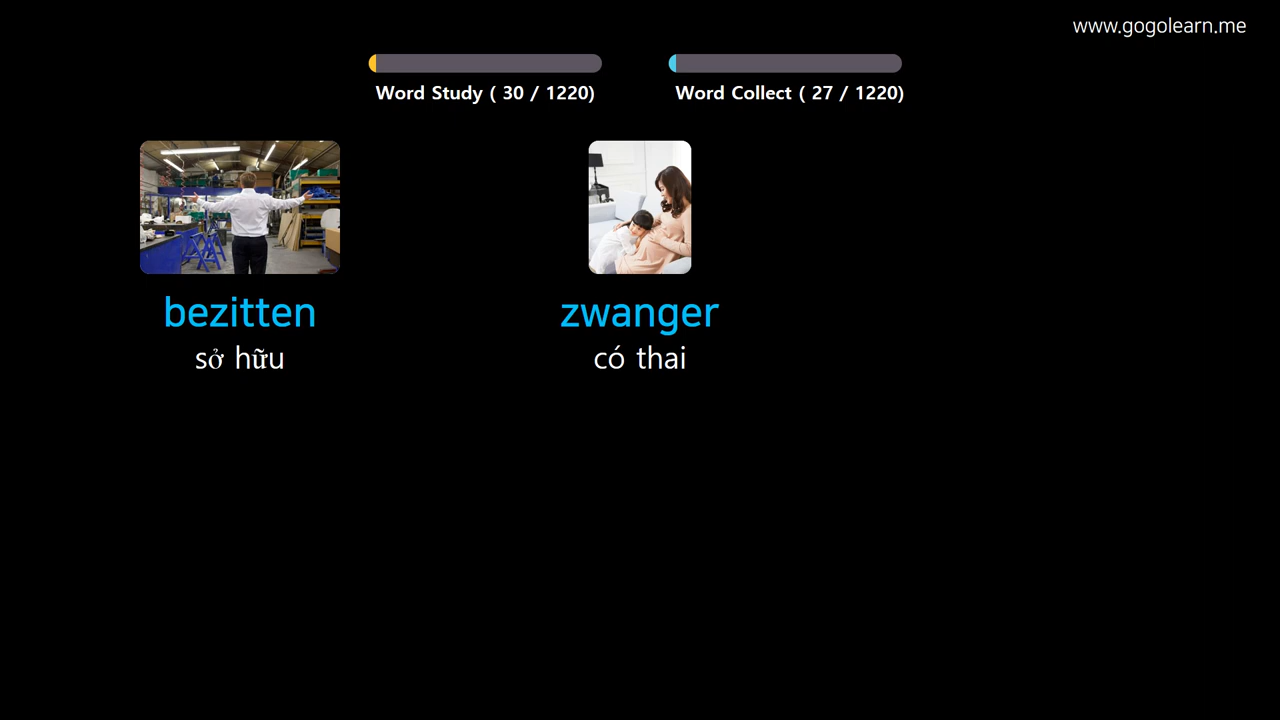 www.gogolearn.me
Word Study ( 30 / 1220)
Word Collect ( 27 / 1220)
bezitten
sở hữu
zwanger
có thai